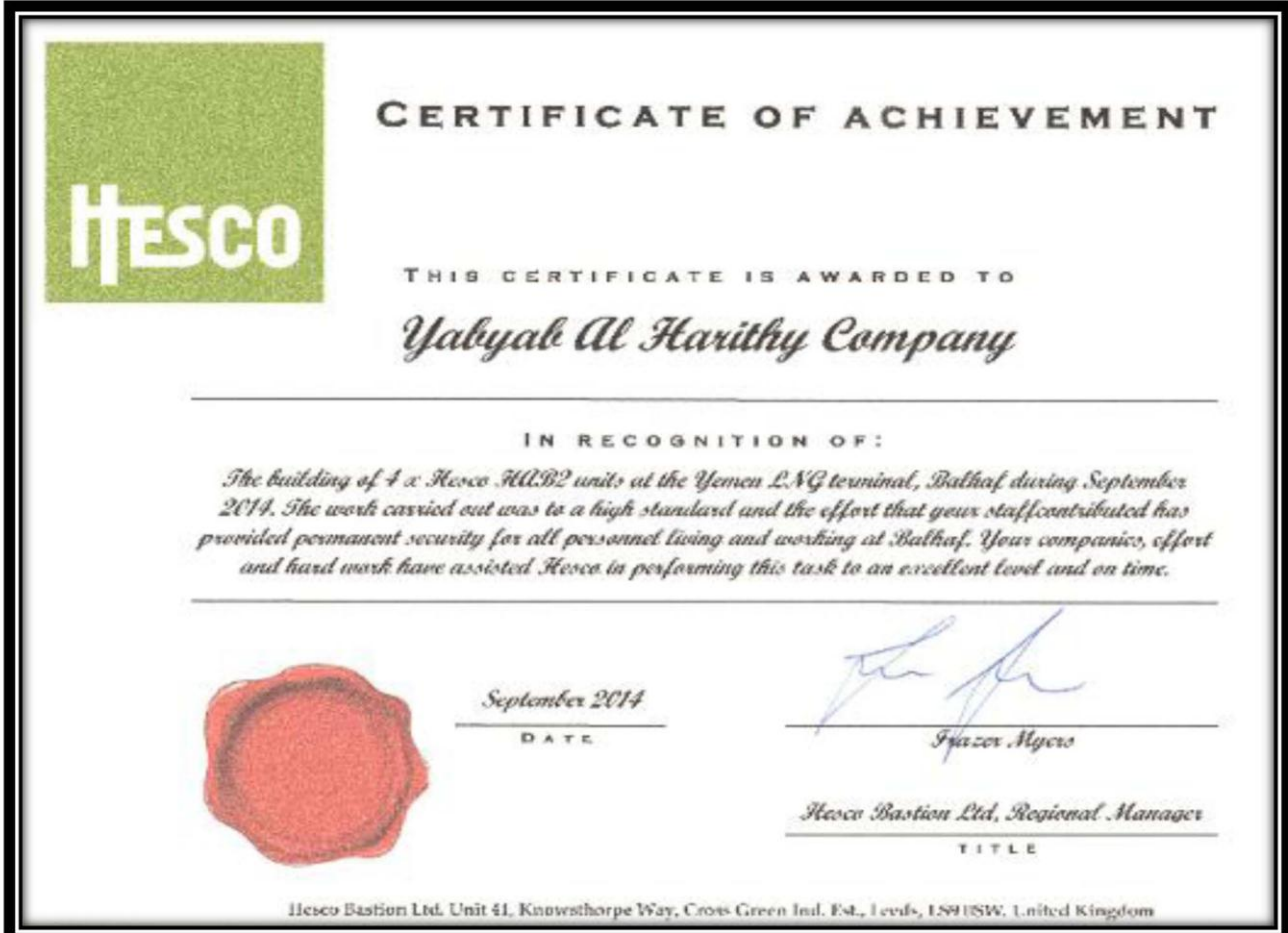 HESCO
CERTIFICATE OF ACHIEVEMENT
THIS CERTIFICATE IS AWARDED TO
Yabyab Al Harithy Company
IN RECOGNITION OF:
The building of 4 x Hesco HAB2 units at the Yemen LNG terminal, Balhaf during September
2014. The work carried out was to a high standard and the effort that your staffcontributed has
provided permanent security for all personnel living and working at Balhaf. Your companies, effort
and hard work have assisted Hesco in performing this task to an excellent level and on time.
September 2014
DATE
Frazer Myers
Hesco Bastion Ltd, Regional Manager
TITLE
Hesco Bastion Ltd. Unit 41, Knowsthorpe Way, Cross Green Ind. Est., Leeds, United Kingdom